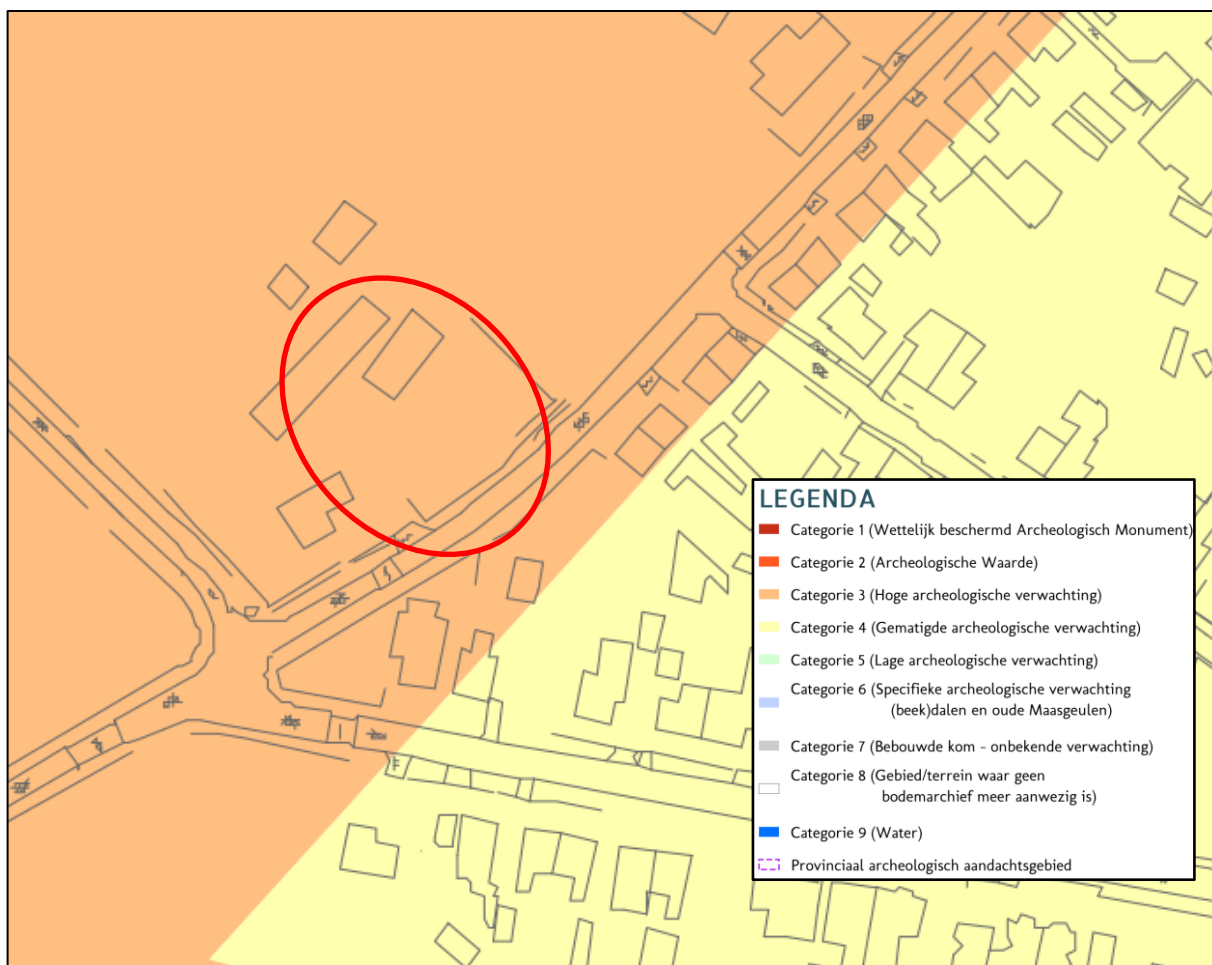 LEGENDA
Categorie 1 (Wettelijk beschermd Archeologisch Monument)
Categorie 2 (Archeologische Waarde)
Categorie 3 (Hoge archeologische verwachting)
Categorie 4 (Gematigde archeologische verwachting)
Categorie 5 (Lage archeologische verwachting)
Categorie 6 (Specifieke archeologische verwachting
(beek)dalen en oude Maasgeulen)
Categorie 7 (Bebouwde kom - onbekende verwachting)
Categorie 8 (Gebied/terrein waar geen
bodemarchief meer aanwezig is)
Categorie 9 (Water)
Provinciaal archeologisch aandachtsgebied